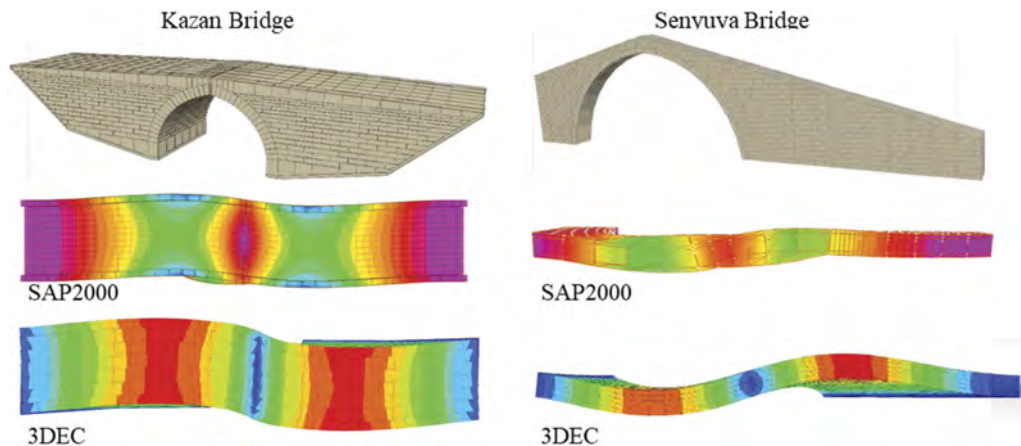 Kazan Bridge
Senyuva Bridge
SAP2000
SAP2000
3DEC
3DEC